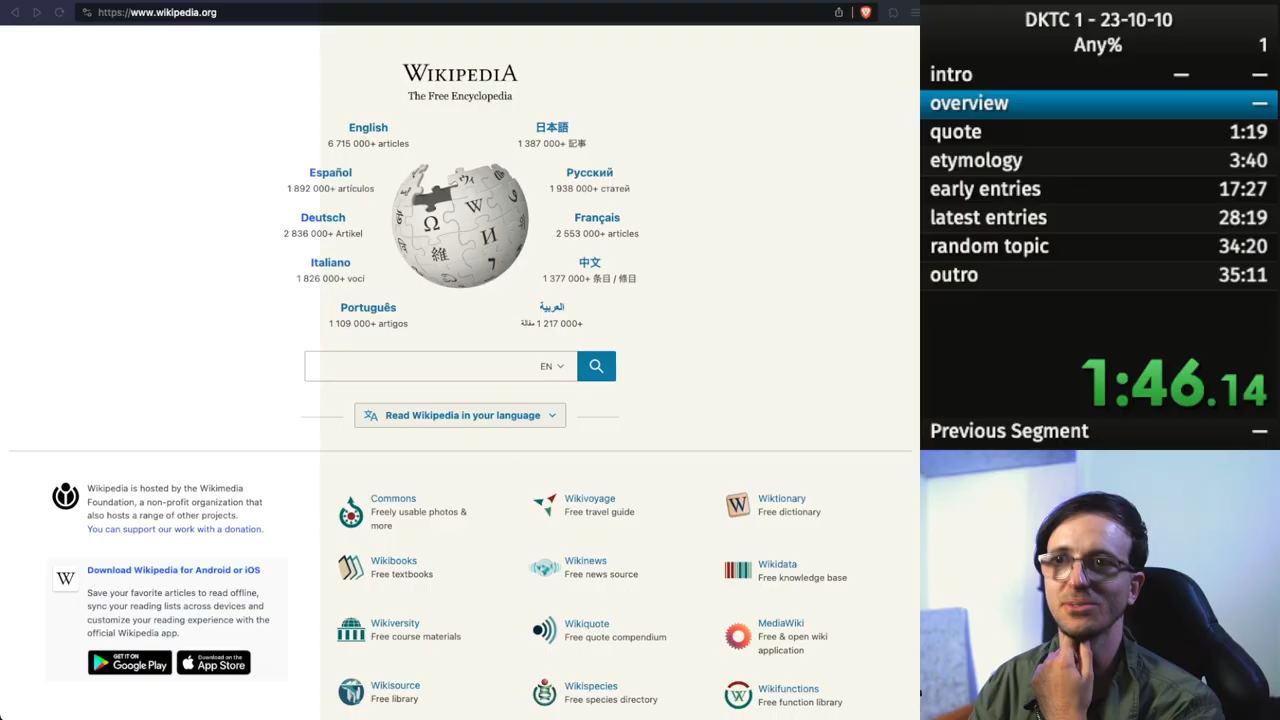 https://www.wikipedia.org
WIKIPEDIA
The Free Encyclopedia
English
6 715 000+ articles
日本語
1 387 000+ 記事
Español
1 892 000+ artículos
Русский
1 938 000+ статей
Deutsch
2 836 000+ Artikel
Français
2 553 000+ articles
Italiano
1 826 000+ voci
中文
1 377 000+ 条目 / 條目
Português
1 109 000+ artigos
العربية
1 217 000+ مقالة
Ω
W
И
維
EN
Read Wikipedia in your language
Wikipedia is hosted by the Wikimedia
Foundation, a non-profit organization that
also hosts a range of other projects.
You can support our work with a donation.
W
Download Wikipedia for Android or iOS
Save your favorite articles to read offline,
sync your reading lists across devices and
customize your reading experience with the
official Wikipedia app.
GET IT ON
Google Play
Download on the
App Store
Commons
Freely usable photos &
more
Wikivoyage
Free travel guide
Wiktionary
Free dictionary
Wikibooks
Free textbooks
Wikinews
Free news source
Wikidata
Free knowledge base
Wikiversity
Free course materials
Wikiquote
Free quote compendium
MediaWiki
Free & open wiki
application
Wikisource
Free library
Wikispecies
Free species directory
Wikifunctions
Free function library
DKTC 1 - 23-10-10
Any% 1
intro — —
overview —
quote 1:19
etymology 3:40
early entries 17:27
latest entries 28:19
random topic 34:20
outro 35:11
1:46.14
Previous Segment —